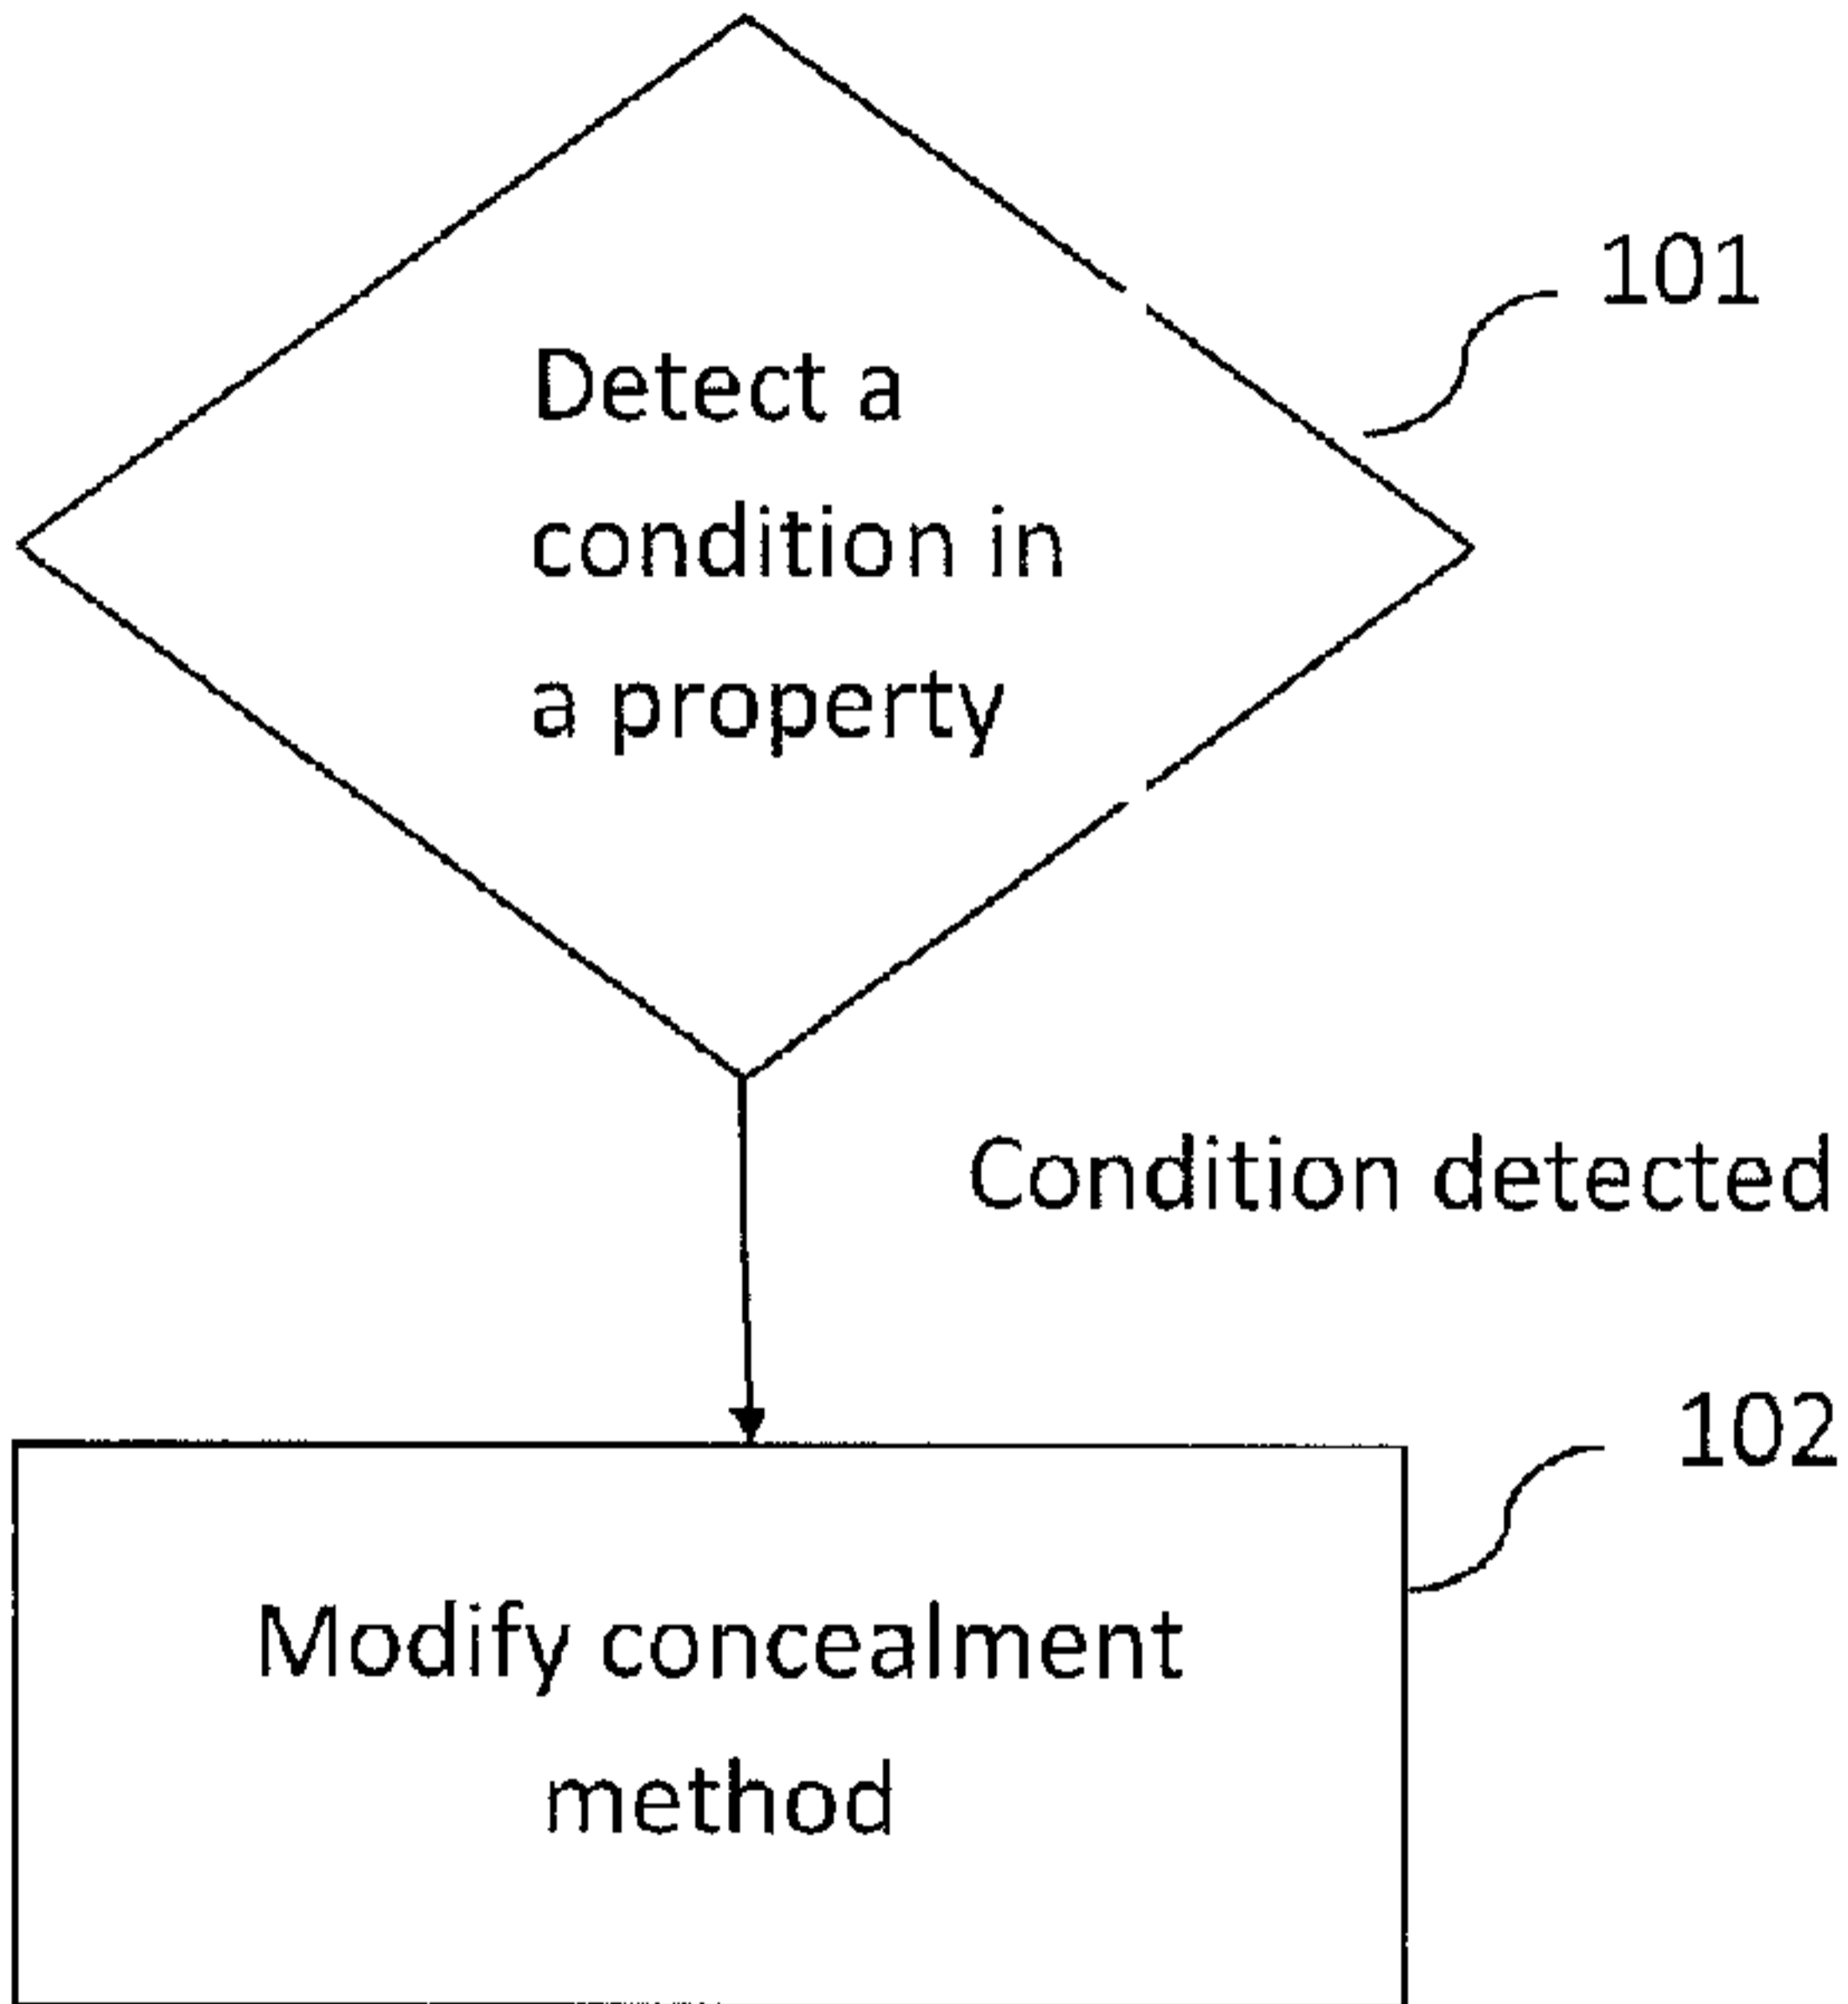 101
Detect a
condition in
a property
Condition detected
102
Modify concealment
method